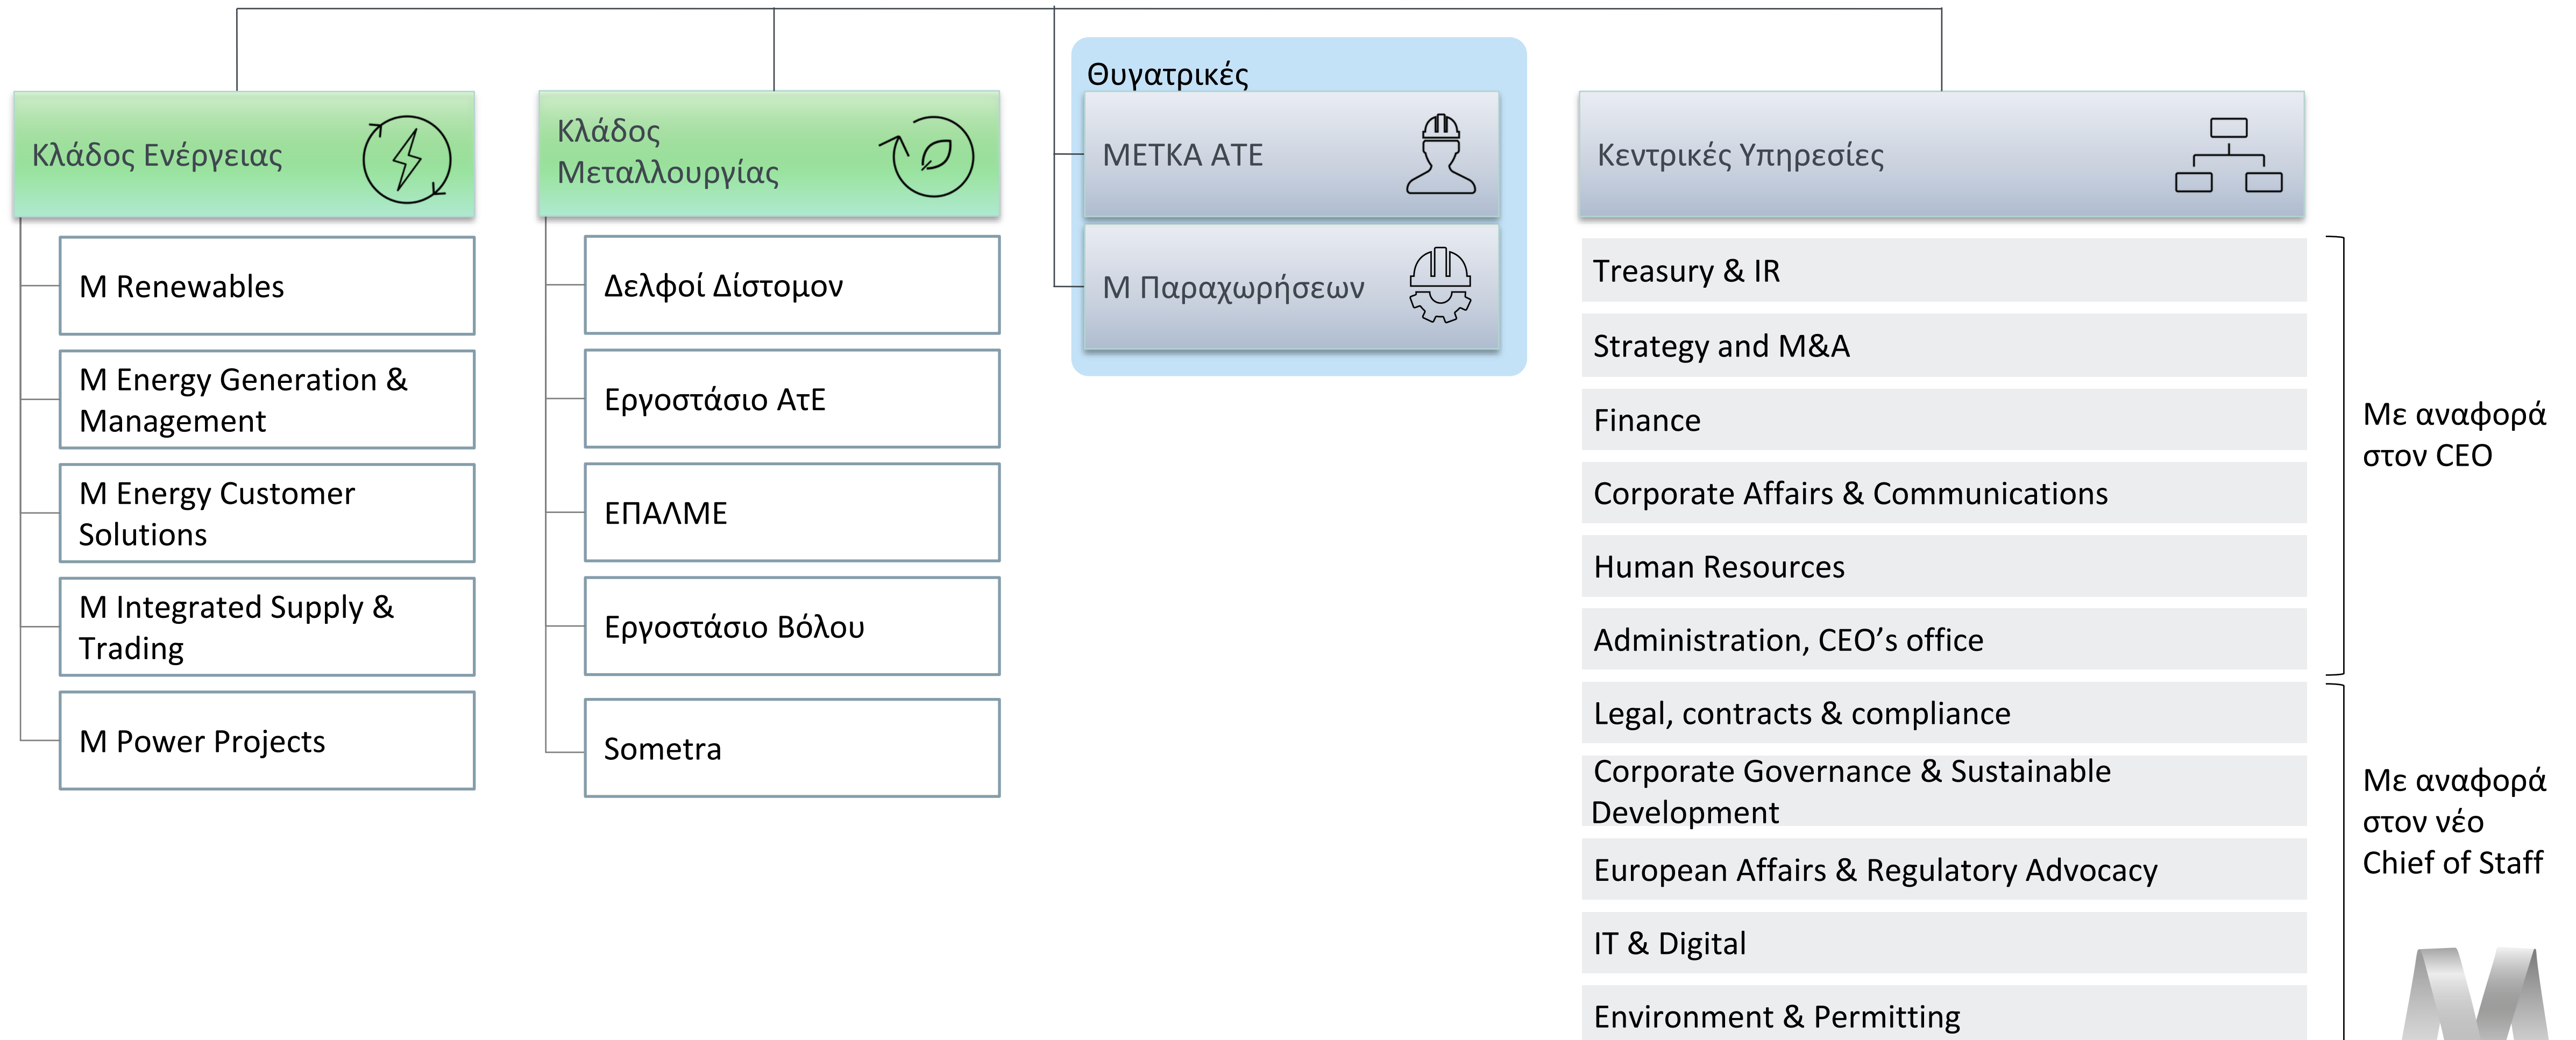 Κλάδος Ενέργειας
M Renewables
M Energy Generation &
Management
M Energy Customer
Solutions
M Integrated Supply &
Trading
M Power Projects
Κλάδος
Μεταλλουργίας
Δελφοί Δίστομον
Εργοστάσιο ΑτΕ
ΕΠΑΛΜΕ
Εργοστάσιο Βόλου
Sometra
Θυγατρικές
ΜΕΤΚΑ ΑΤΕ
Μ Παραχωρήσεων
Κεντρικές Υπηρεσίες
Treasury & IR
Strategy and M&A
Finance
Corporate Affairs & Communications
Human Resources
Administration, CEO’s office
Με αναφορά
στον CEO
Legal, contracts & compliance
Corporate Governance & Sustainable
Development
European Affairs & Regulatory Advocacy
IT & Digital
Environment & Permitting
Με αναφορά
στον νέο
Chief of Staff